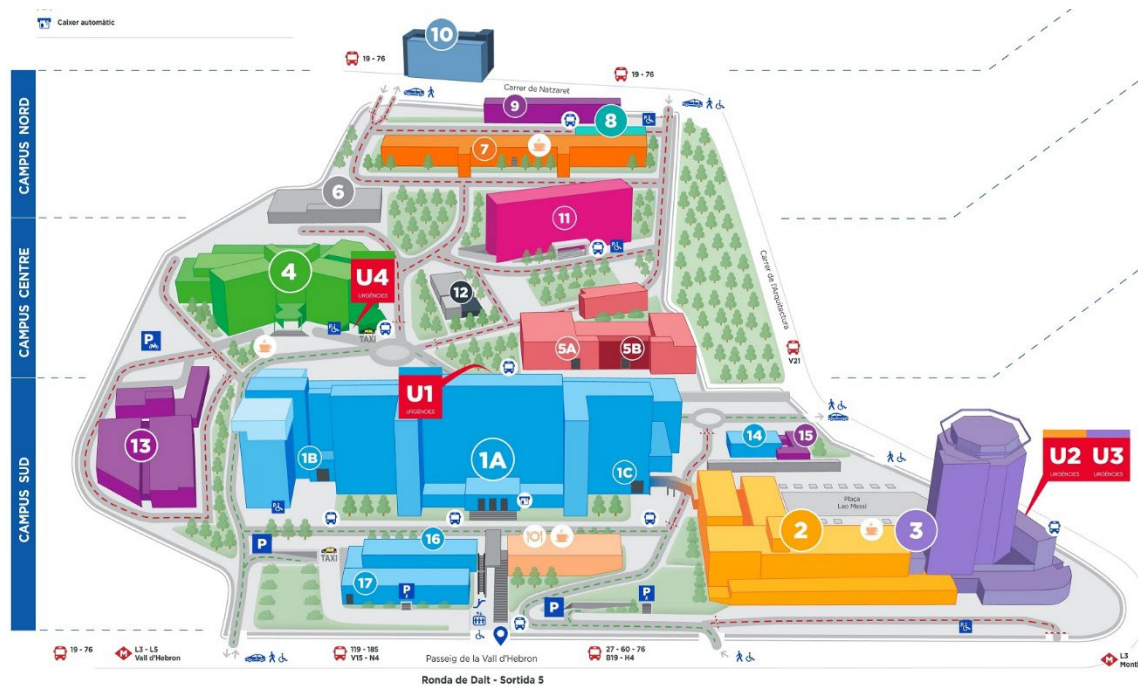 Caixer automàtic
10
19 - 76
19 - 76
Carrer de Natzaret
CAMPUS NORD
9
8
7
6
11
CAMPUS CENTRE
4
U4
URGÈNCIES
12
TAXI
P
5A
5B
Carrer de l'Arquitectura
V21
CAMPUS SUD
U1
URGÈNCIES
13
1B
1A
1C
14
15
U2
URGÈNCIES
U3
URGÈNCIES
Plaça
Leo Messi
2
3
P
TAXI
16
17
P
P
P
19 - 76
L3 - L5
Vall d'Hebron
119 - 185
V15 - N4
Passeig de la Vall d'Hebron
27 - 60 - 76
B19 - H4
L3
Ronda de Dalt - Sortida 5